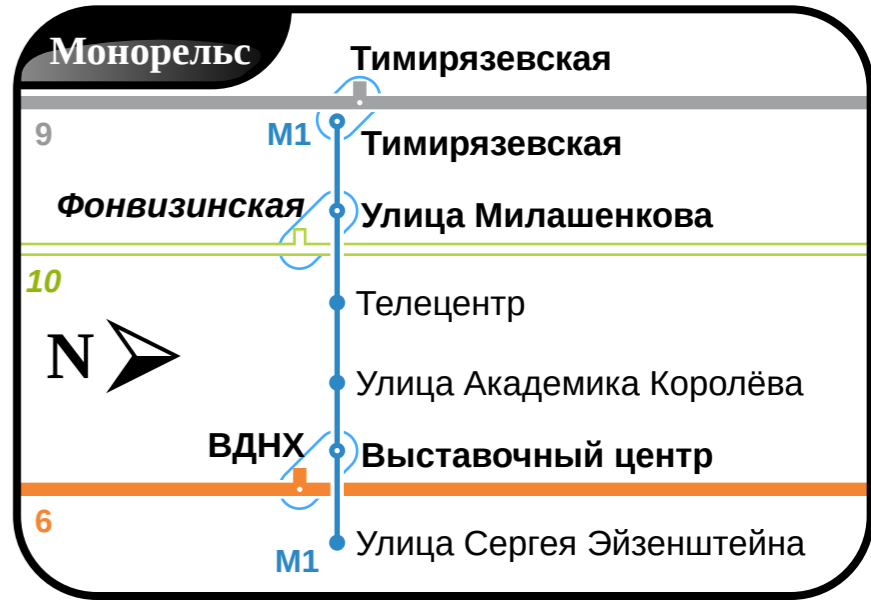 Монорельс
Тимирязевская
9
М1
Тимирязевская
Фонвизинская
Улица Милашенкова
10
Телецентр
N
Улица Академика Королёва
ВДНХ
Выставочный центр
6
Улица Сергея Эйзенштейна
М1